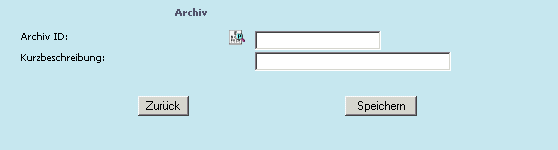 Archiv
Archiv ID:
Kurzbeschreibung:
Zurück Speichern